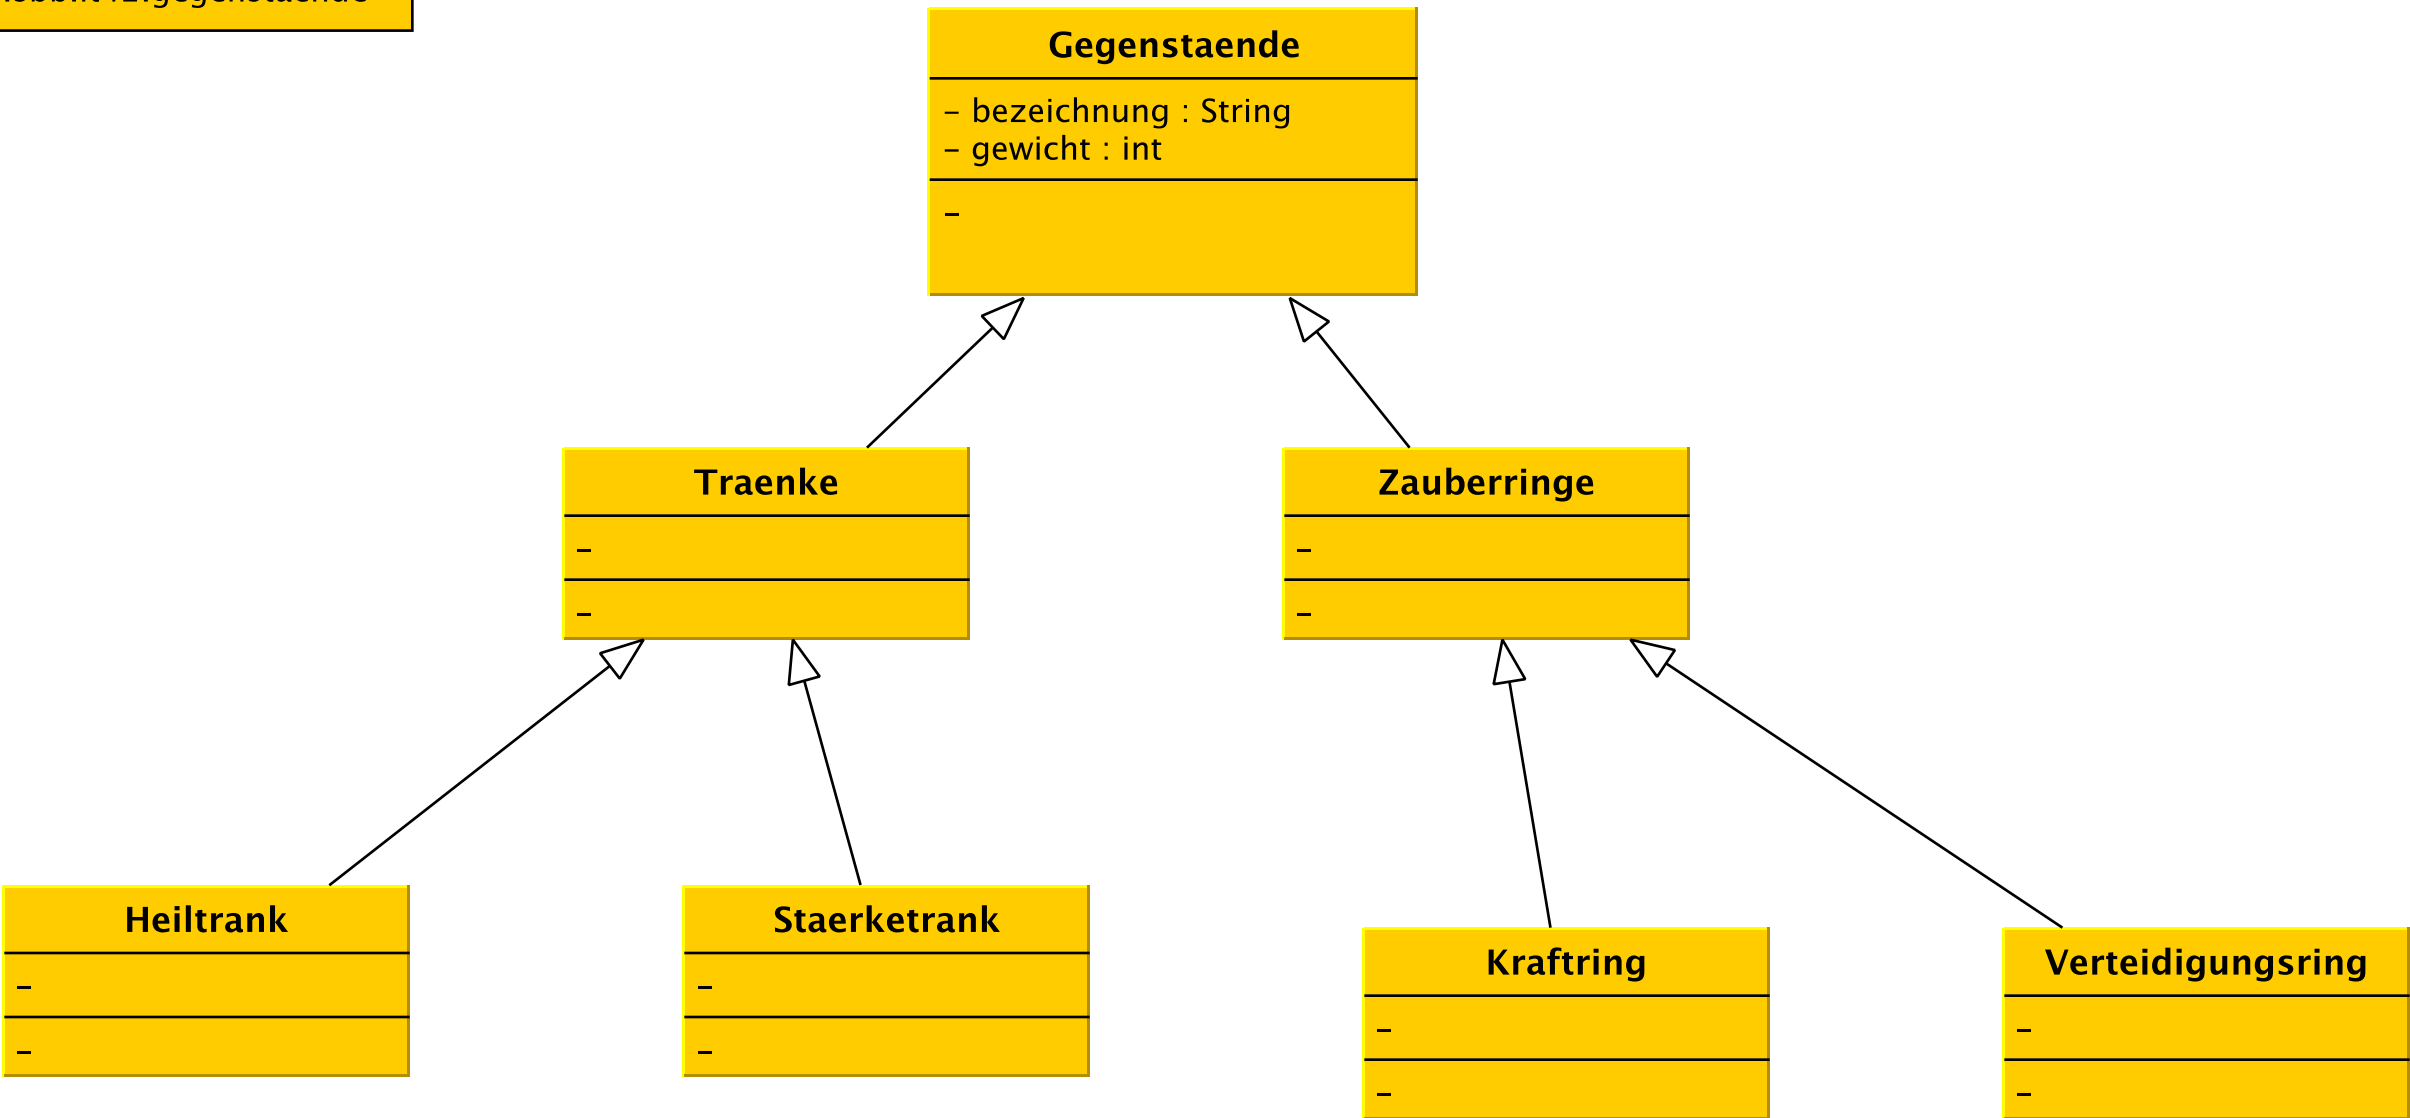 Gegenstaende
- bezeichnung : String
- gewicht : int
-
Traenke
-
-
Zauberringe
-
-
Heiltrank
-
-
Staerketrank
-
-
Kraftring
-
-
Verteidigungsring
-
-